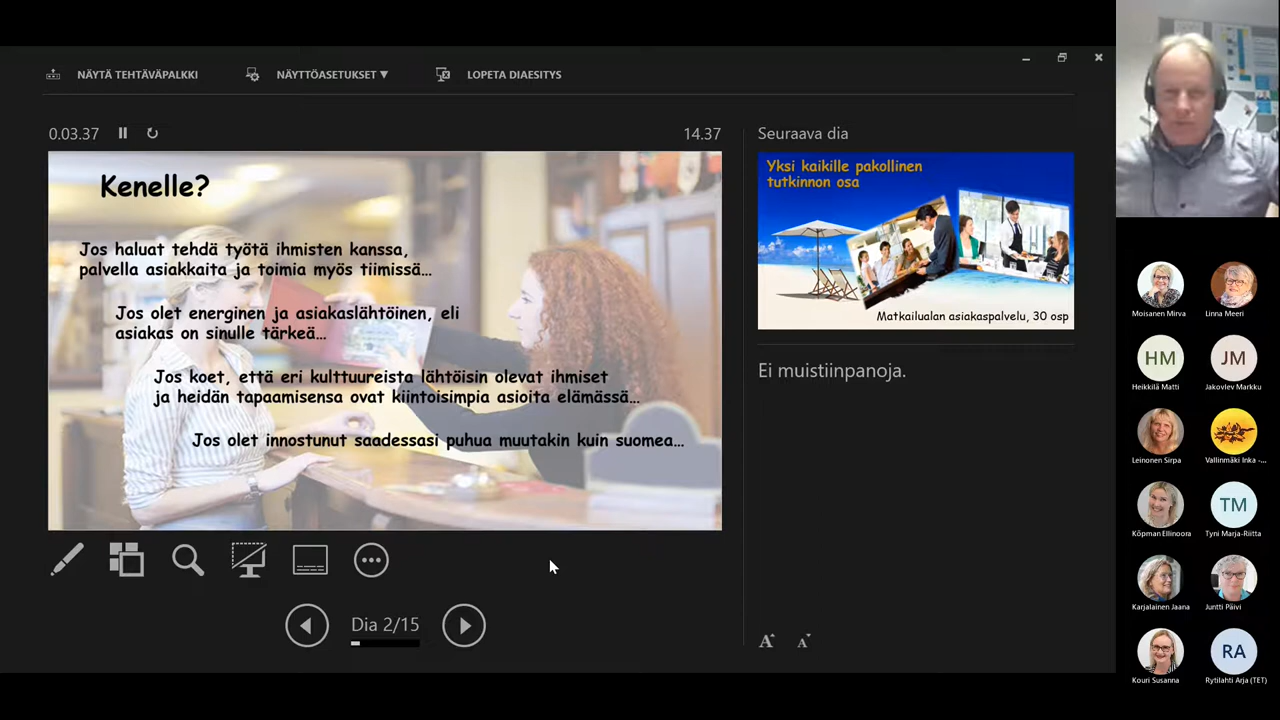 NÄYTÄ TEHTÄVÄPALKKI
NÄYTTÖASETUKSET ▼
LOPETA DIAESITYS
0.03.37
14.37
Kenelle?
Jos haluat tehdä työtä ihmisten kanssa,
palvella asiakkaita ja toimia myös tiimissä…
Jos olet energinen ja asiakaslähtöinen, eli
asiakas on sinulle tärkeä…
Jos koet, että eri kulttuureista lähtöisin olevat ihmiset
ja heidän tapaamisensa ovat kiintoisimpia asioita elämässä…
Jos olet innostunut saadessasi puhua muutakin kuin suomea…
Dia 2/15
Seuraava dia
Yksi kaikille pakollinen
tutkinnon osa
Matkailualan asiakaspalvelu, 30 osp
Ei muistiinpanoja.
A A
Moisanen Mirva
Linna Meeri
HM
Heikkilä Matti
JM
Jakovlev Markku
Leinonen Sirpa
Vallinmäki Inka -...
Köpman Ellinoora
TM
Tyni Marja-Riitta
Karjalainen Jaana
Juntti Päivi
Kouri Susanna
RA
Rytilahti Arja (TET)